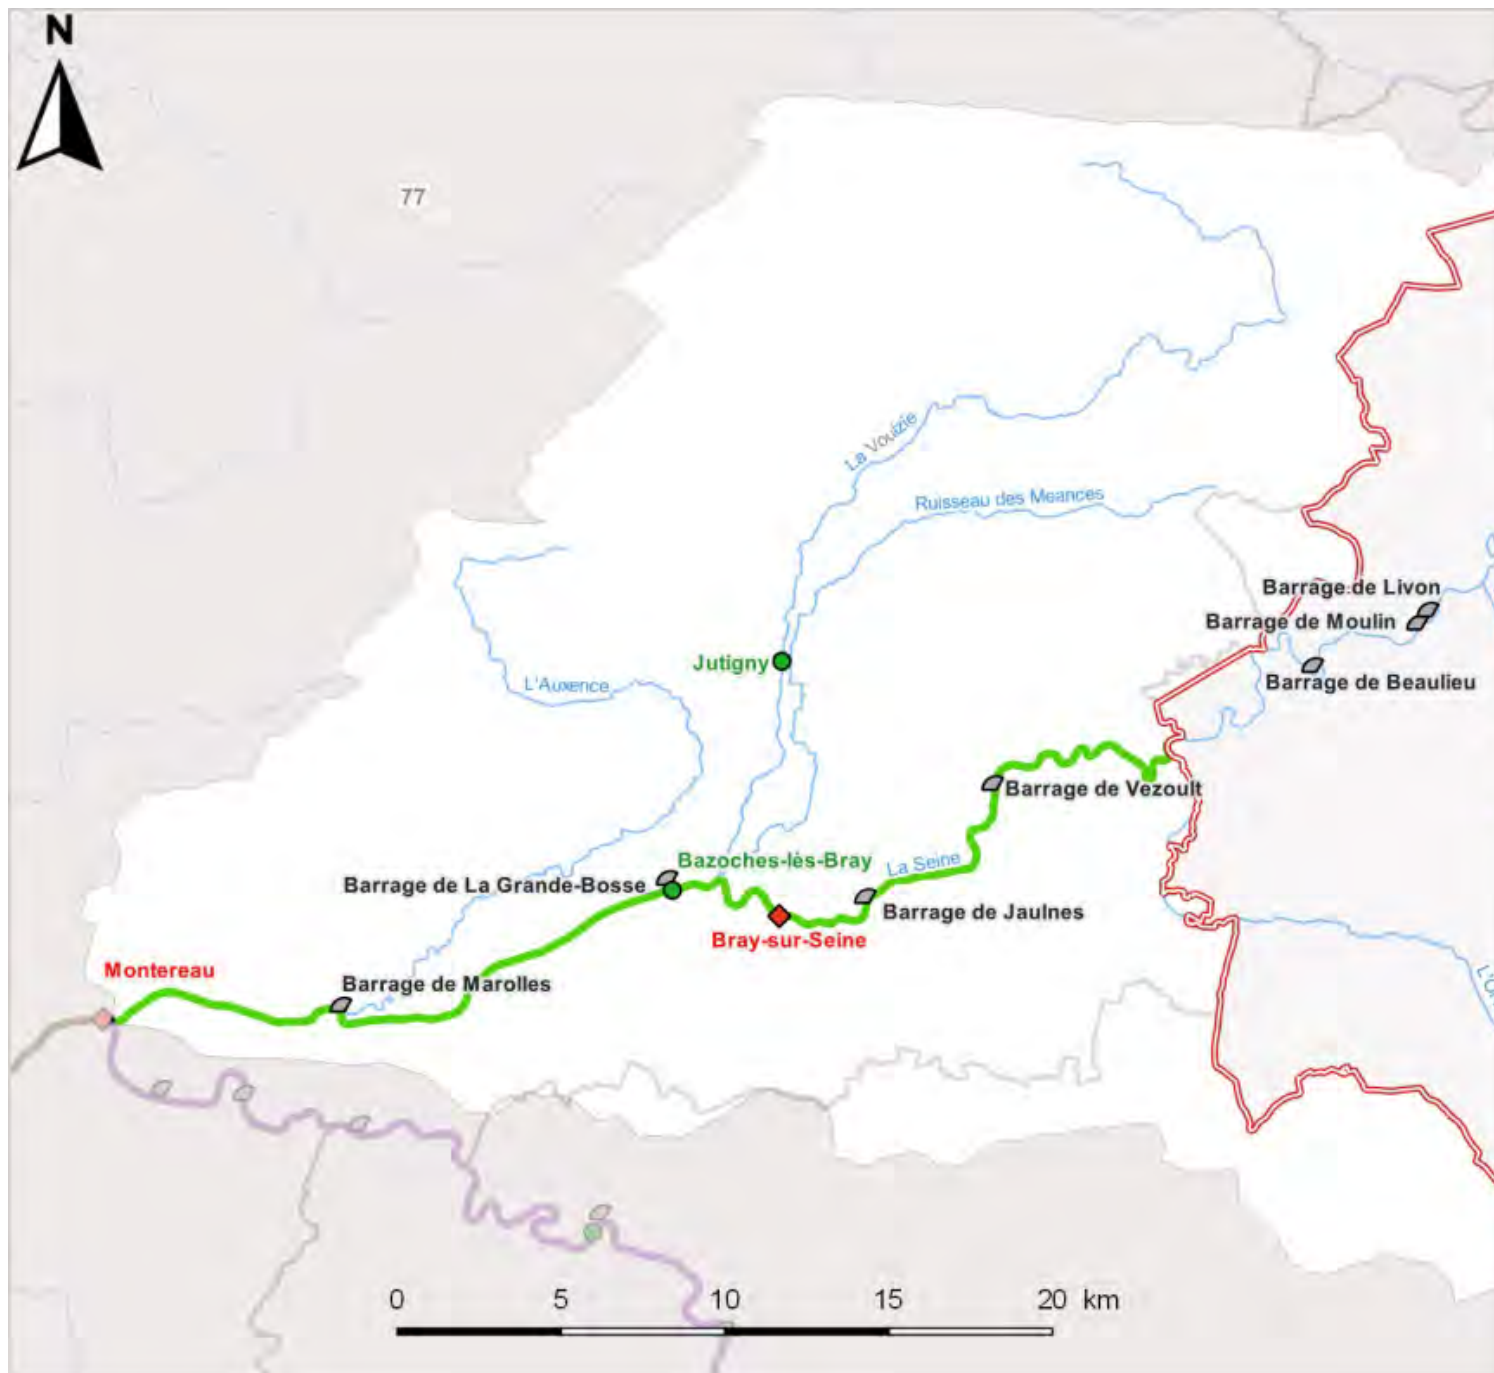 N
77
La Voulzie
Ruisseau des Meances
Barrage de Livon
Barrage de Moulin
Jutigny
Barrage de Beaulieu
L'Auxence
Barrage de Vezoult
Bazoches-lés-Bray
La Seine
Barrage de La Grande-Bosse
Barrage de Jaulnes
Bray-sur-Seine
Montereau
Barrage de Marolles
0 5 10 15 20 km